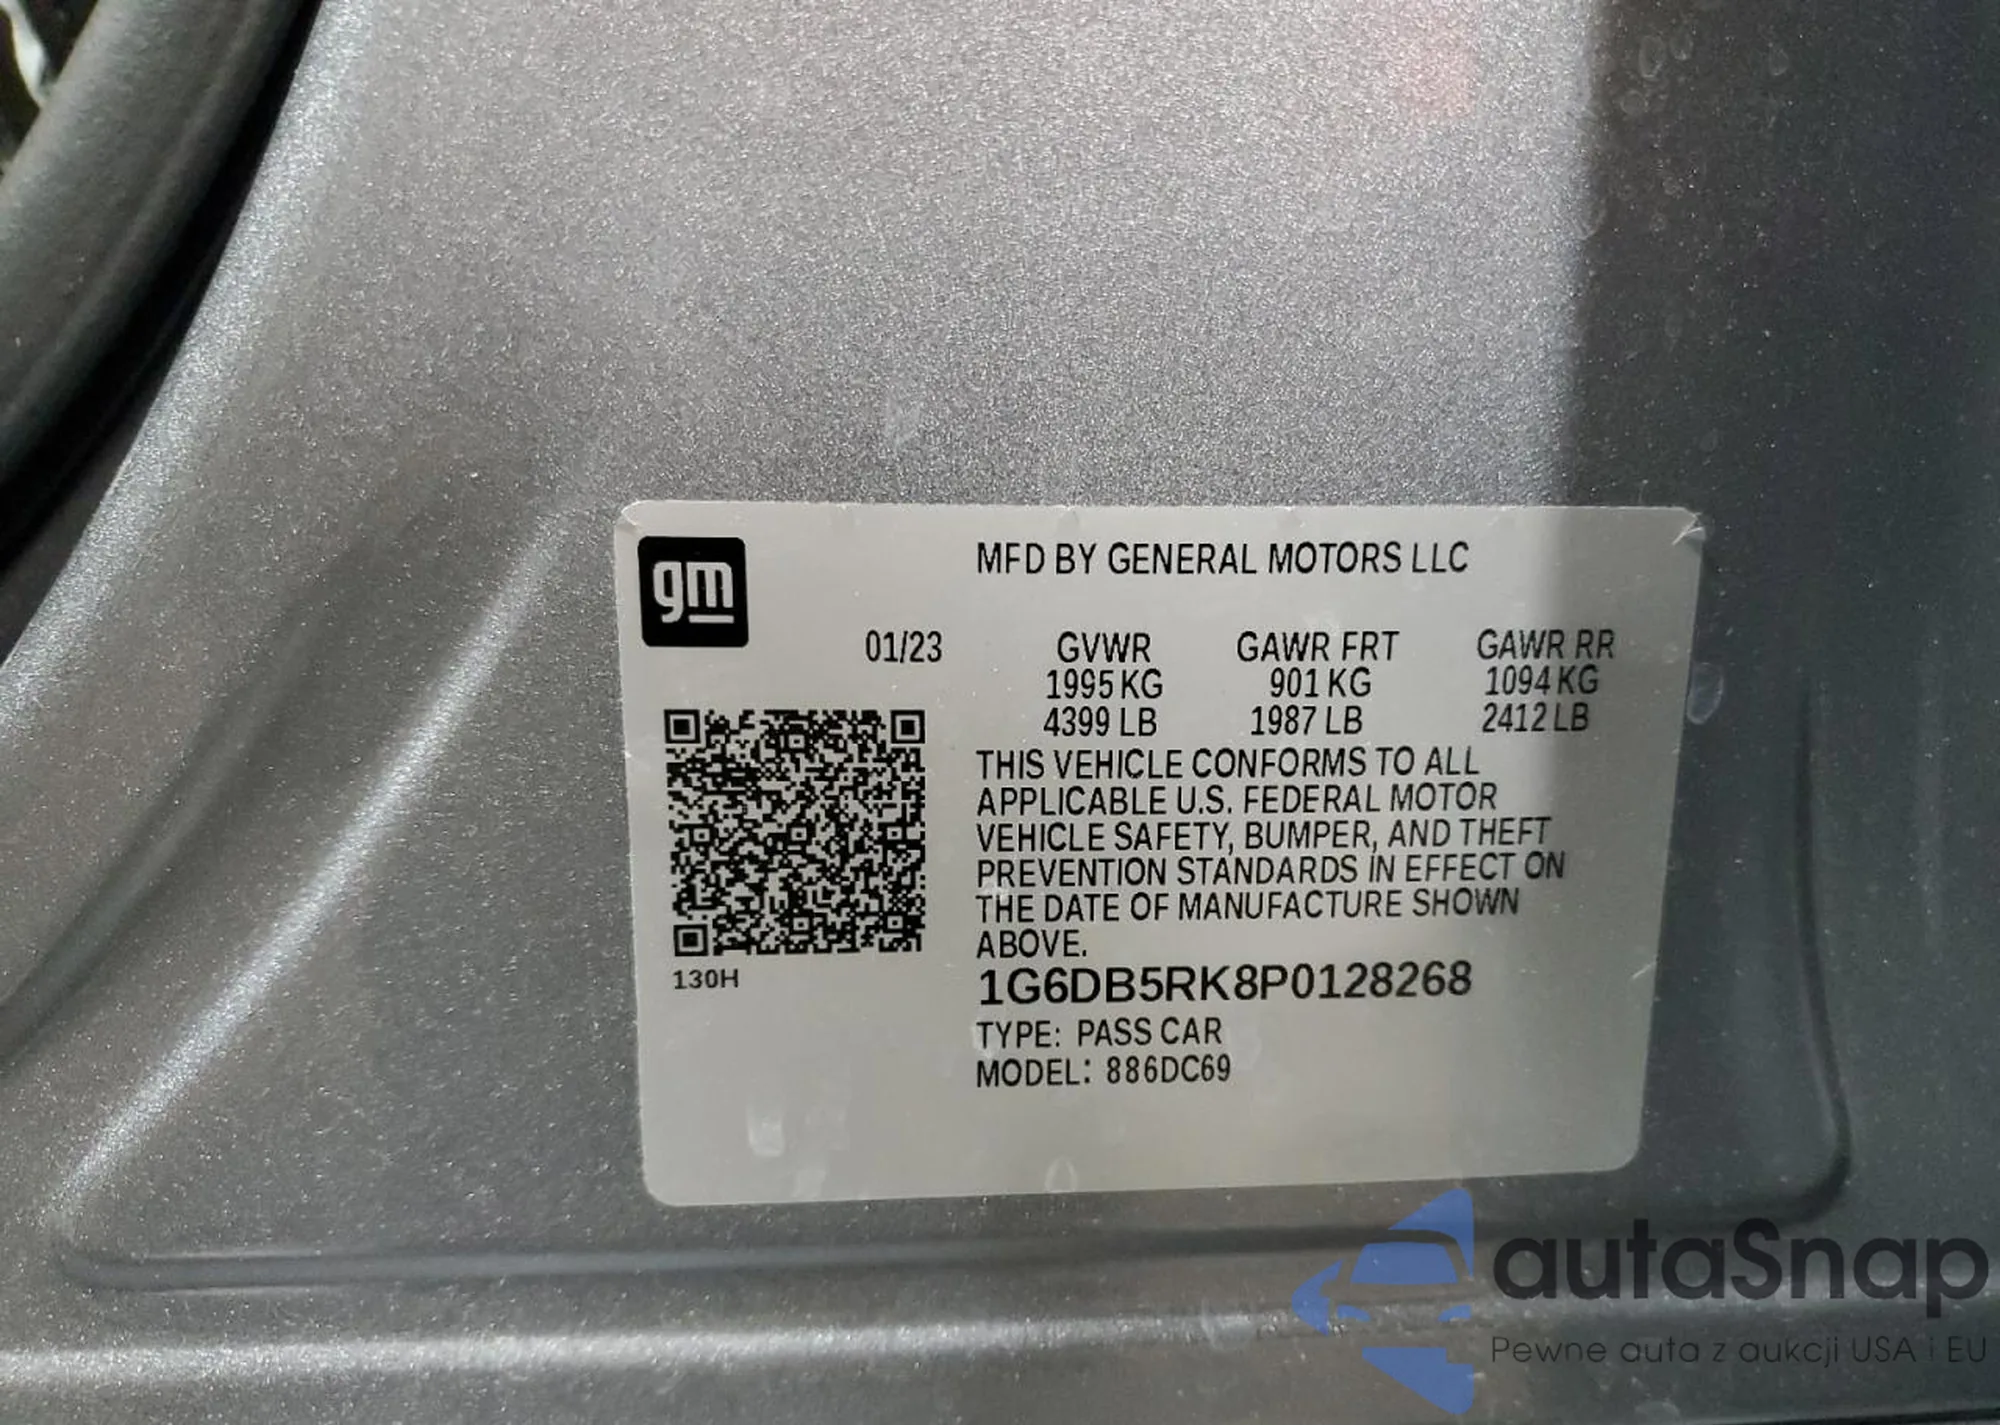 gm
MFD BY GENERAL MOTORS LLC
01/23 GVWR GAWR FRT GAWR RR
1995 KG 901 KG 1094 KG
4399 LB 1987 LB 2412 LB
THIS VEHICLE CONFORMS TO ALL
APPLICABLE U.S. FEDERAL MOTOR
VEHICLE SAFETY, BUMPER, AND THEFT
PREVENTION STANDARDS IN EFFECT ON
THE DATE OF MANUFACTURE SHOWN
ABOVE.
130H
1G6DB5RK8P0128268
TYPE: PASS CAR
MODEL: 886DC69
autaSnap
Pewne auta z aukcji USA i EU